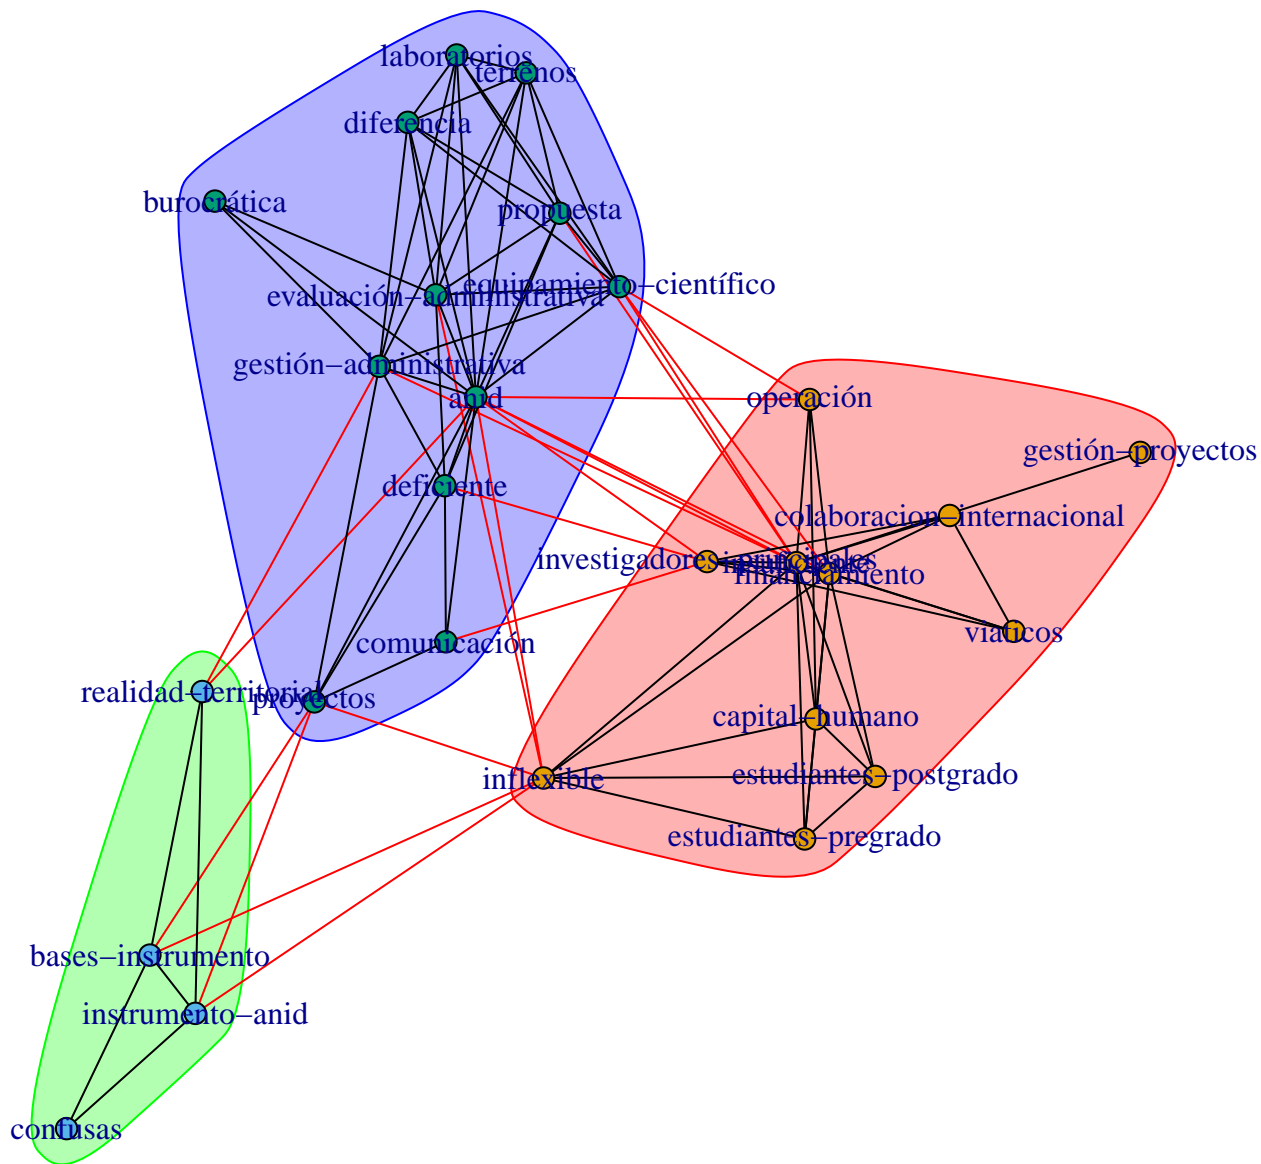 laboratorios
terrenos
diferencia
burocrática
propuesta
equipamiento−científico
evaluación−administrativa
gestión−administrativa
anid
operación
gestión−proyectos
deficiente
colaboracion−internacional
investigadores−principales
financiamiento
viaticos
comunicación
realidad−territorial
proyectos
capital−humano
estudiantes−postgrado
inflexible
estudiantes−pregrado
bases−instrumento
instrumento−anid
confusas